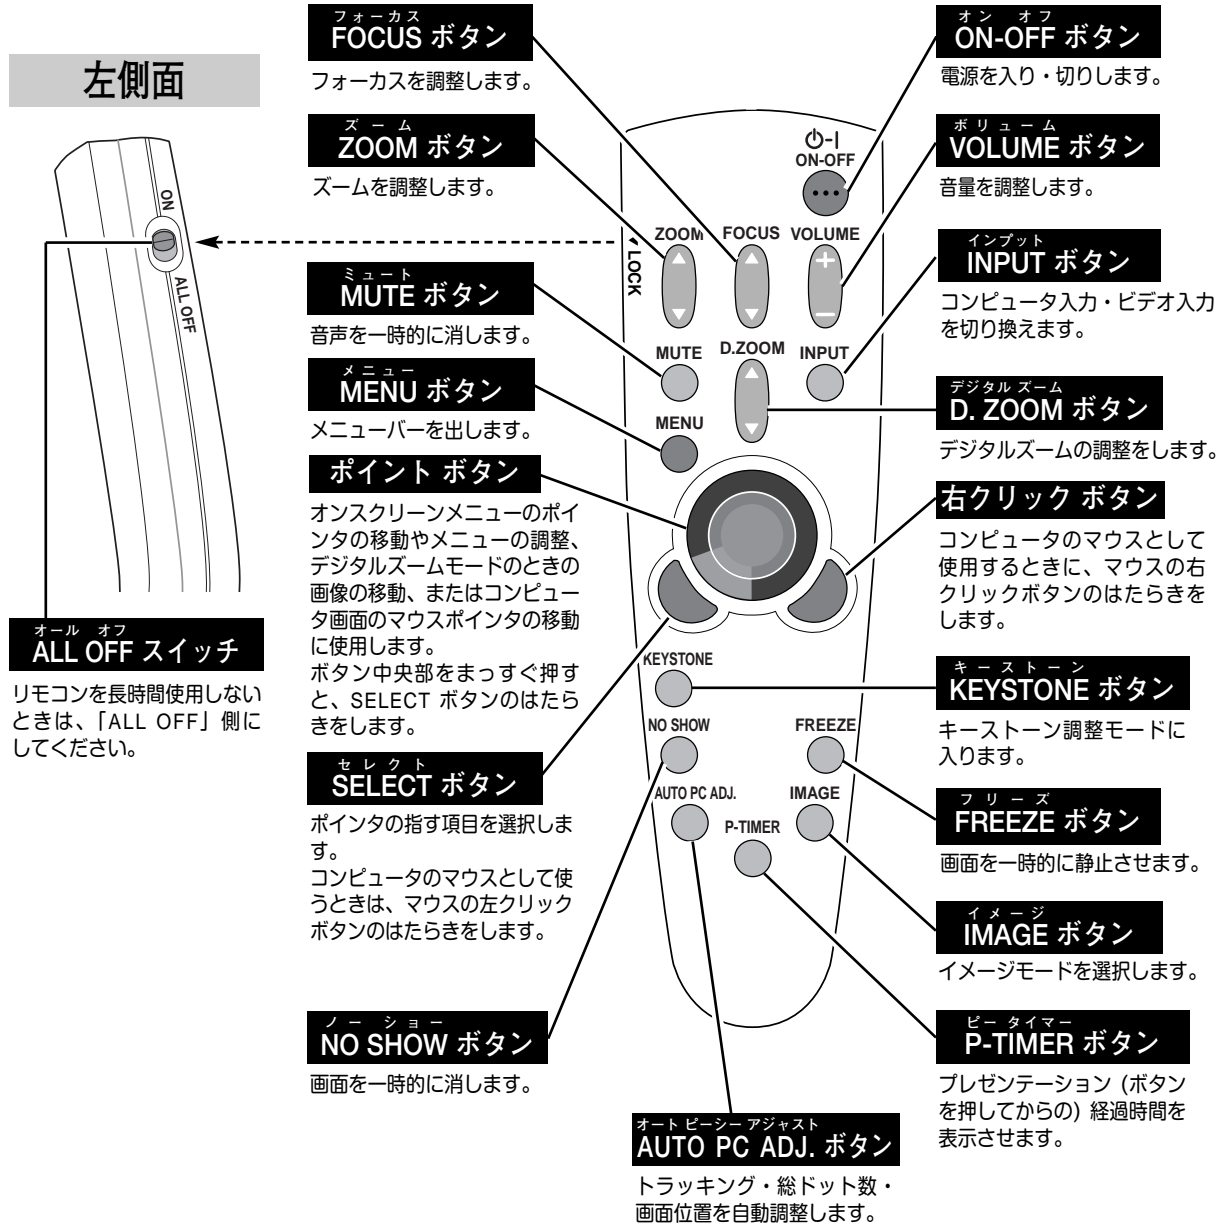 左側面
ON
ALL OFF
オール オフ
ALL OFF スイッチ
リモコンを長時間使用しない
ときは、「ALL OFF」側に
してください。
フォーカス
FOCUS ボタン
フォーカスを調整します。
ズーム
ZOOM ボタン
ズームを調整します。
ミュート
MUTE ボタン
音声を一時的に消します。
メニュー
MENU ボタン
メニューバーを出します。
ポイント ボタン
オンスクリーンメニューのポイ
ンタの移動やメニューの調整、
デジタルズームモードのときの
画像の移動、またはコンピュー
タ画面のマウスポインタの移動
に使用します。
ボタン中央部をまっすぐ押す
と、SELECT ボタンのはたら
きをします。
セレクト
SELECT ボタン
ポインタの指す項目を選択しま
す。
コンピュータのマウスとして使
うときは、マウスの左クリック
ボタンのはたらきをします。
ノー ショー
NO SHOW ボタン
画面を一時的に消します。
ON-OFF
ZOOM
FOCUS
VOLUME
LOCK
MUTE
D.ZOOM
INPUT
MENU
KEYSTONE
NO SHOW
FREEZE
AUTO PC ADJ.
IMAGE
P-TIMER
オート ピーシー アジャスト
AUTO PC ADJ. ボタン
トラッキング・総ドット数・
画面位置を自動調整します。
オン オフ
ON-OFF ボタン
電源を入り・切りします。
ボリューム
VOLUME ボタン
音量を調整します。
インプット
INPUT ボタン
コンピュータ入力・ビデオ入力
を切り換えます。
デジタル ズーム
D. ZOOM ボタン
デジタルズームの調整をします。
右クリック ボタン
コンピュータのマウスとして
使用するときに、マウスの右
クリックボタンのはたらきを
します。
キーストーン
KEYSTONE ボタン
キーストーン調整モードに
入ります。
フリーズ
FREEZE ボタン
画面を一時的に静止させます。
イメージ
IMAGE ボタン
イメージモードを選択します。
ピー タイマー
P-TIMER ボタン
プレゼンテーション (ボタン
を押してからの) 経過時間を
表示させます。